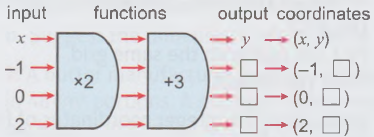 input functions output coordinates
x y (x, y)
–1 (–1, □)
×2 +3
0 (0, □)
2 (2, □)